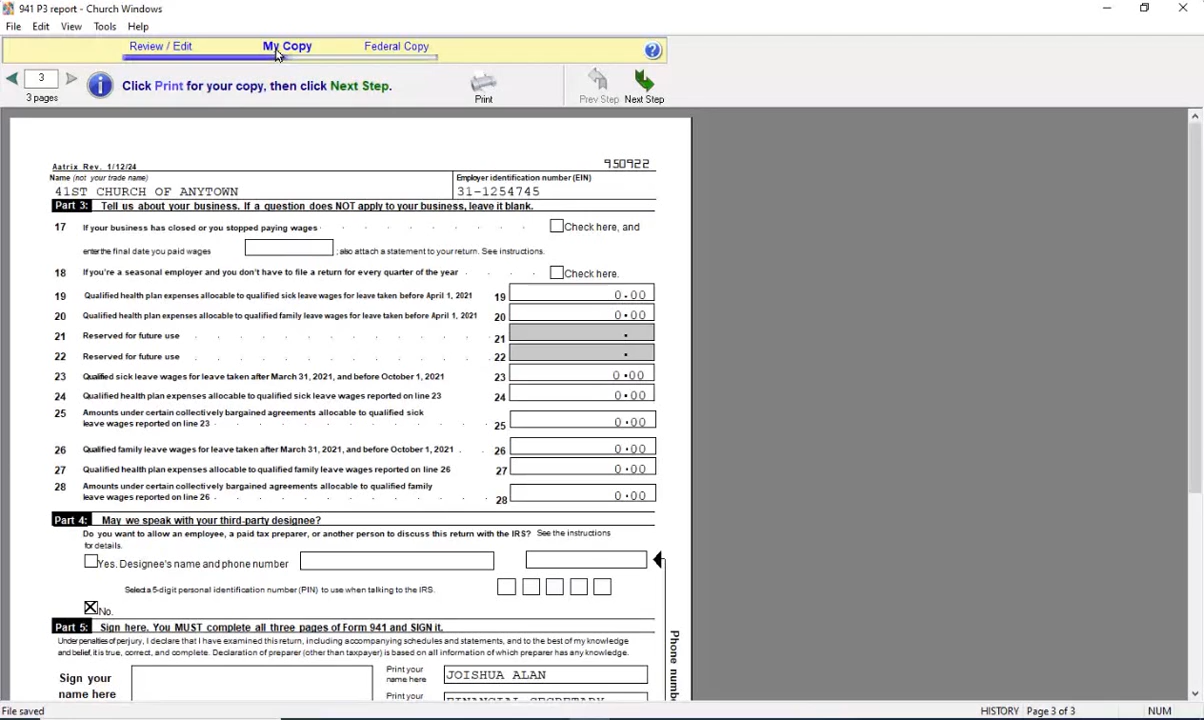 941 P3 report - Church Windows
File Edit View Tools Help
Review / Edit My Copy Federal Copy
3
3 pages
Click Print for your copy, then click Next Step.
Print
Prev Step Next Step
Aatrix Rev. 1/12/24
950922
Name (not your trade name)
Employer identification number (EIN)
41ST CHURCH OF ANYTOWN
31-1254745
Part 3: Tell us about your business. If a question does NOT apply to your business, leave it blank.
17 If your business has closed or you stopped paying wages Check here, and
enter the final date you paid wages ; also attach a statement to your return. See instructions.
18 If you're a seasonal employer and you don't have to file a return for every quarter of the year Check here.
19 Qualified health plan expenses allocable to qualified sick leave wages for leave taken before April 1, 2021 19 0.00
20 Qualified health plan expenses allocable to qualified family leave wages for leave taken before April 1, 2021 20 0.00
21 Reserved for future use 21 .
22 Reserved for future use 22 .
23 Qualified sick leave wages for leave taken after March 31, 2021, and before October 1, 2021 23 0.00
24 Qualified health plan expenses allocable to qualified sick leave wages reported on line 23 24 0.00
25 Amounts under certain collectively bargained agreements allocable to qualified sick
leave wages reported on line 23 25 0.00
26 Qualified family leave wages for leave taken after March 31, 2021, and before October 1, 2021 26 0.00
27 Qualified health plan expenses allocable to qualified family leave wages reported on line 26 27 0.00
28 Amounts under certain collectively bargained agreements allocable to qualified family
leave wages reported on line 26 28 0.00
Part 4: May we speak with your third-party designee?
Do you want to allow an employee, a paid tax preparer, or another person to discuss this return with the IRS? See the instructions
for details.
Yes. Designee's name and phone number
Select a 5-digit personal identification number (PIN) to use when talking to the IRS.
No.
Part 5: Sign here. You MUST complete all three pages of Form 941 and SIGN it.
Under penalties of perjury, I declare that I have examined this return, including accompanying schedules and statements, and to the best of my knowledge
and belief, it is true, correct, and complete. Declaration of preparer (other than taxpayer) is based on all information of which preparer has any knowledge.
Sign your
name here
Print your
name here
JOISHUA ALAN
Print your
FINANCIAL SECRETARY
Phone numb
File saved
HISTORY Page 3 of 3 NUM